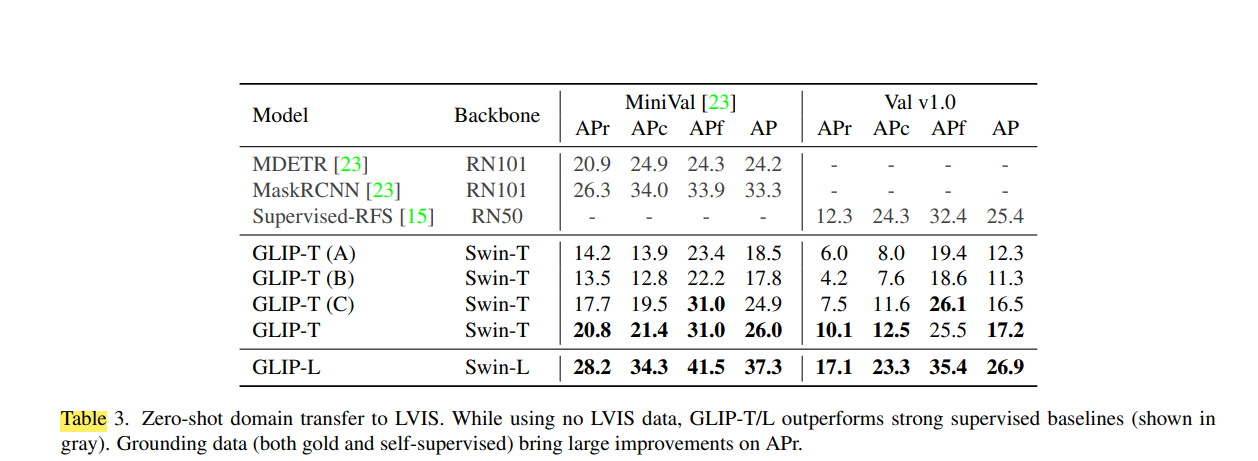 Model Backbone MiniVal [23] Val v1.0
APr APc APf AP APr APc APf AP
MDETR [23] RN101 20.9 24.9 24.3 24.2 - - - -
MaskRCNN [23] RN101 26.3 34.0 33.9 33.3 - - - -
Supervised-RFS [15] RN50 - - - - 12.3 24.3 32.4 25.4
GLIP-T (A) Swin-T 14.2 13.9 23.4 18.5 6.0 8.0 19.4 12.3
GLIP-T (B) Swin-T 13.5 12.8 22.2 17.8 4.2 7.6 18.6 11.3
GLIP-T (C) Swin-T 17.7 19.5 31.0 24.9 7.5 11.6 26.1 16.5
GLIP-T Swin-T 20.8 21.4 31.0 26.0 10.1 12.5 25.5 17.2
GLIP-L Swin-L 28.2 34.3 41.5 37.3 17.1 23.3 35.4 26.9
Table 3. Zero-shot domain transfer to LVIS. While using no LVIS data, GLIP-T/L outperforms strong supervised baselines (shown in
gray). Grounding data (both gold and self-supervised) bring large improvements on APr.